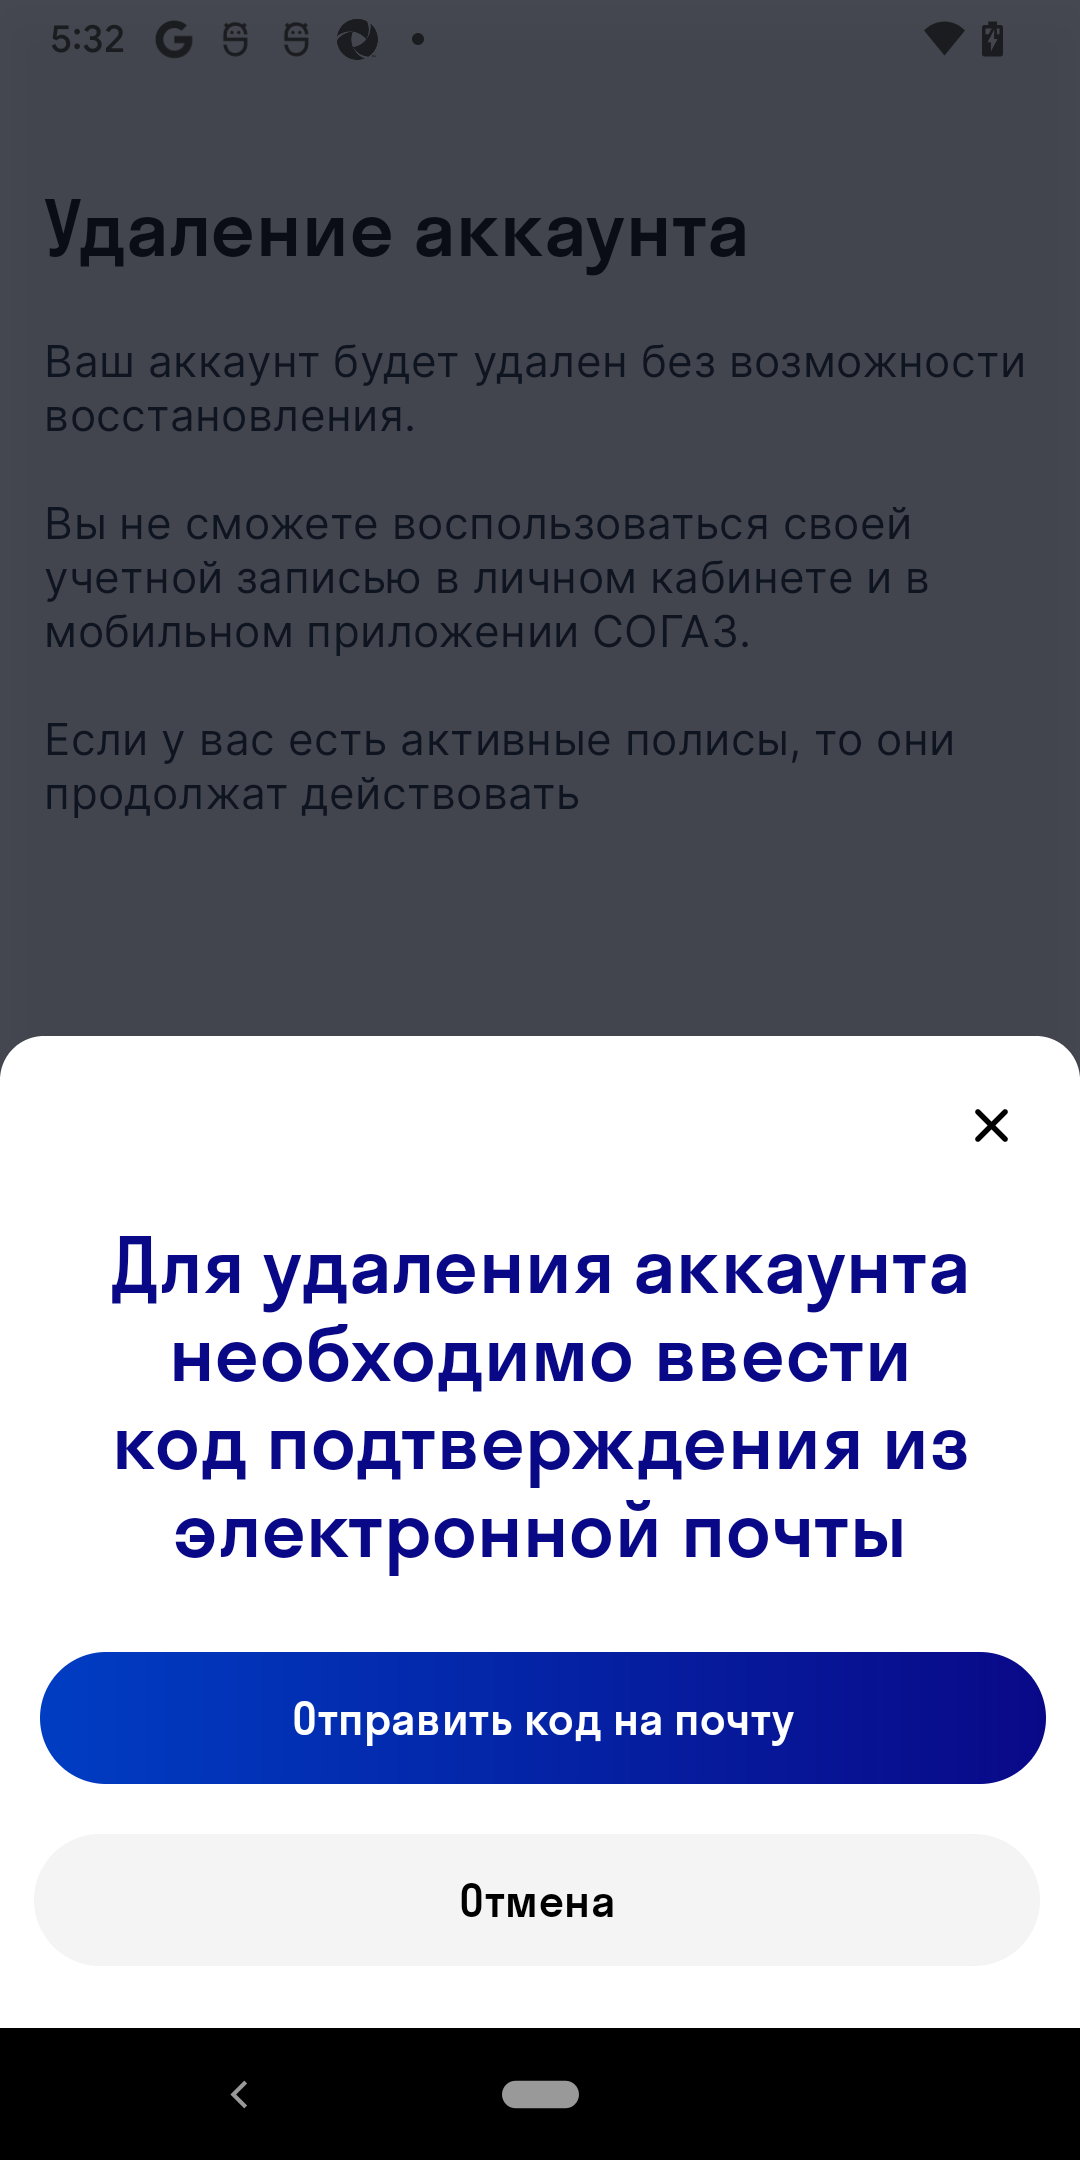 5:32
Удаление аккаунта
Ваш аккаунт будет удален без возможности
восстановления.
Вы не сможете воспользоваться своей
учетной записью в личном кабинете и в
мобильном приложении СОГАЗ.
Если у вас есть активные полисы, то они
продолжат действовать
Для удаления аккаунта
необходимо ввести
код подтверждения из
электронной почты
Отправить код на почту
Отмена